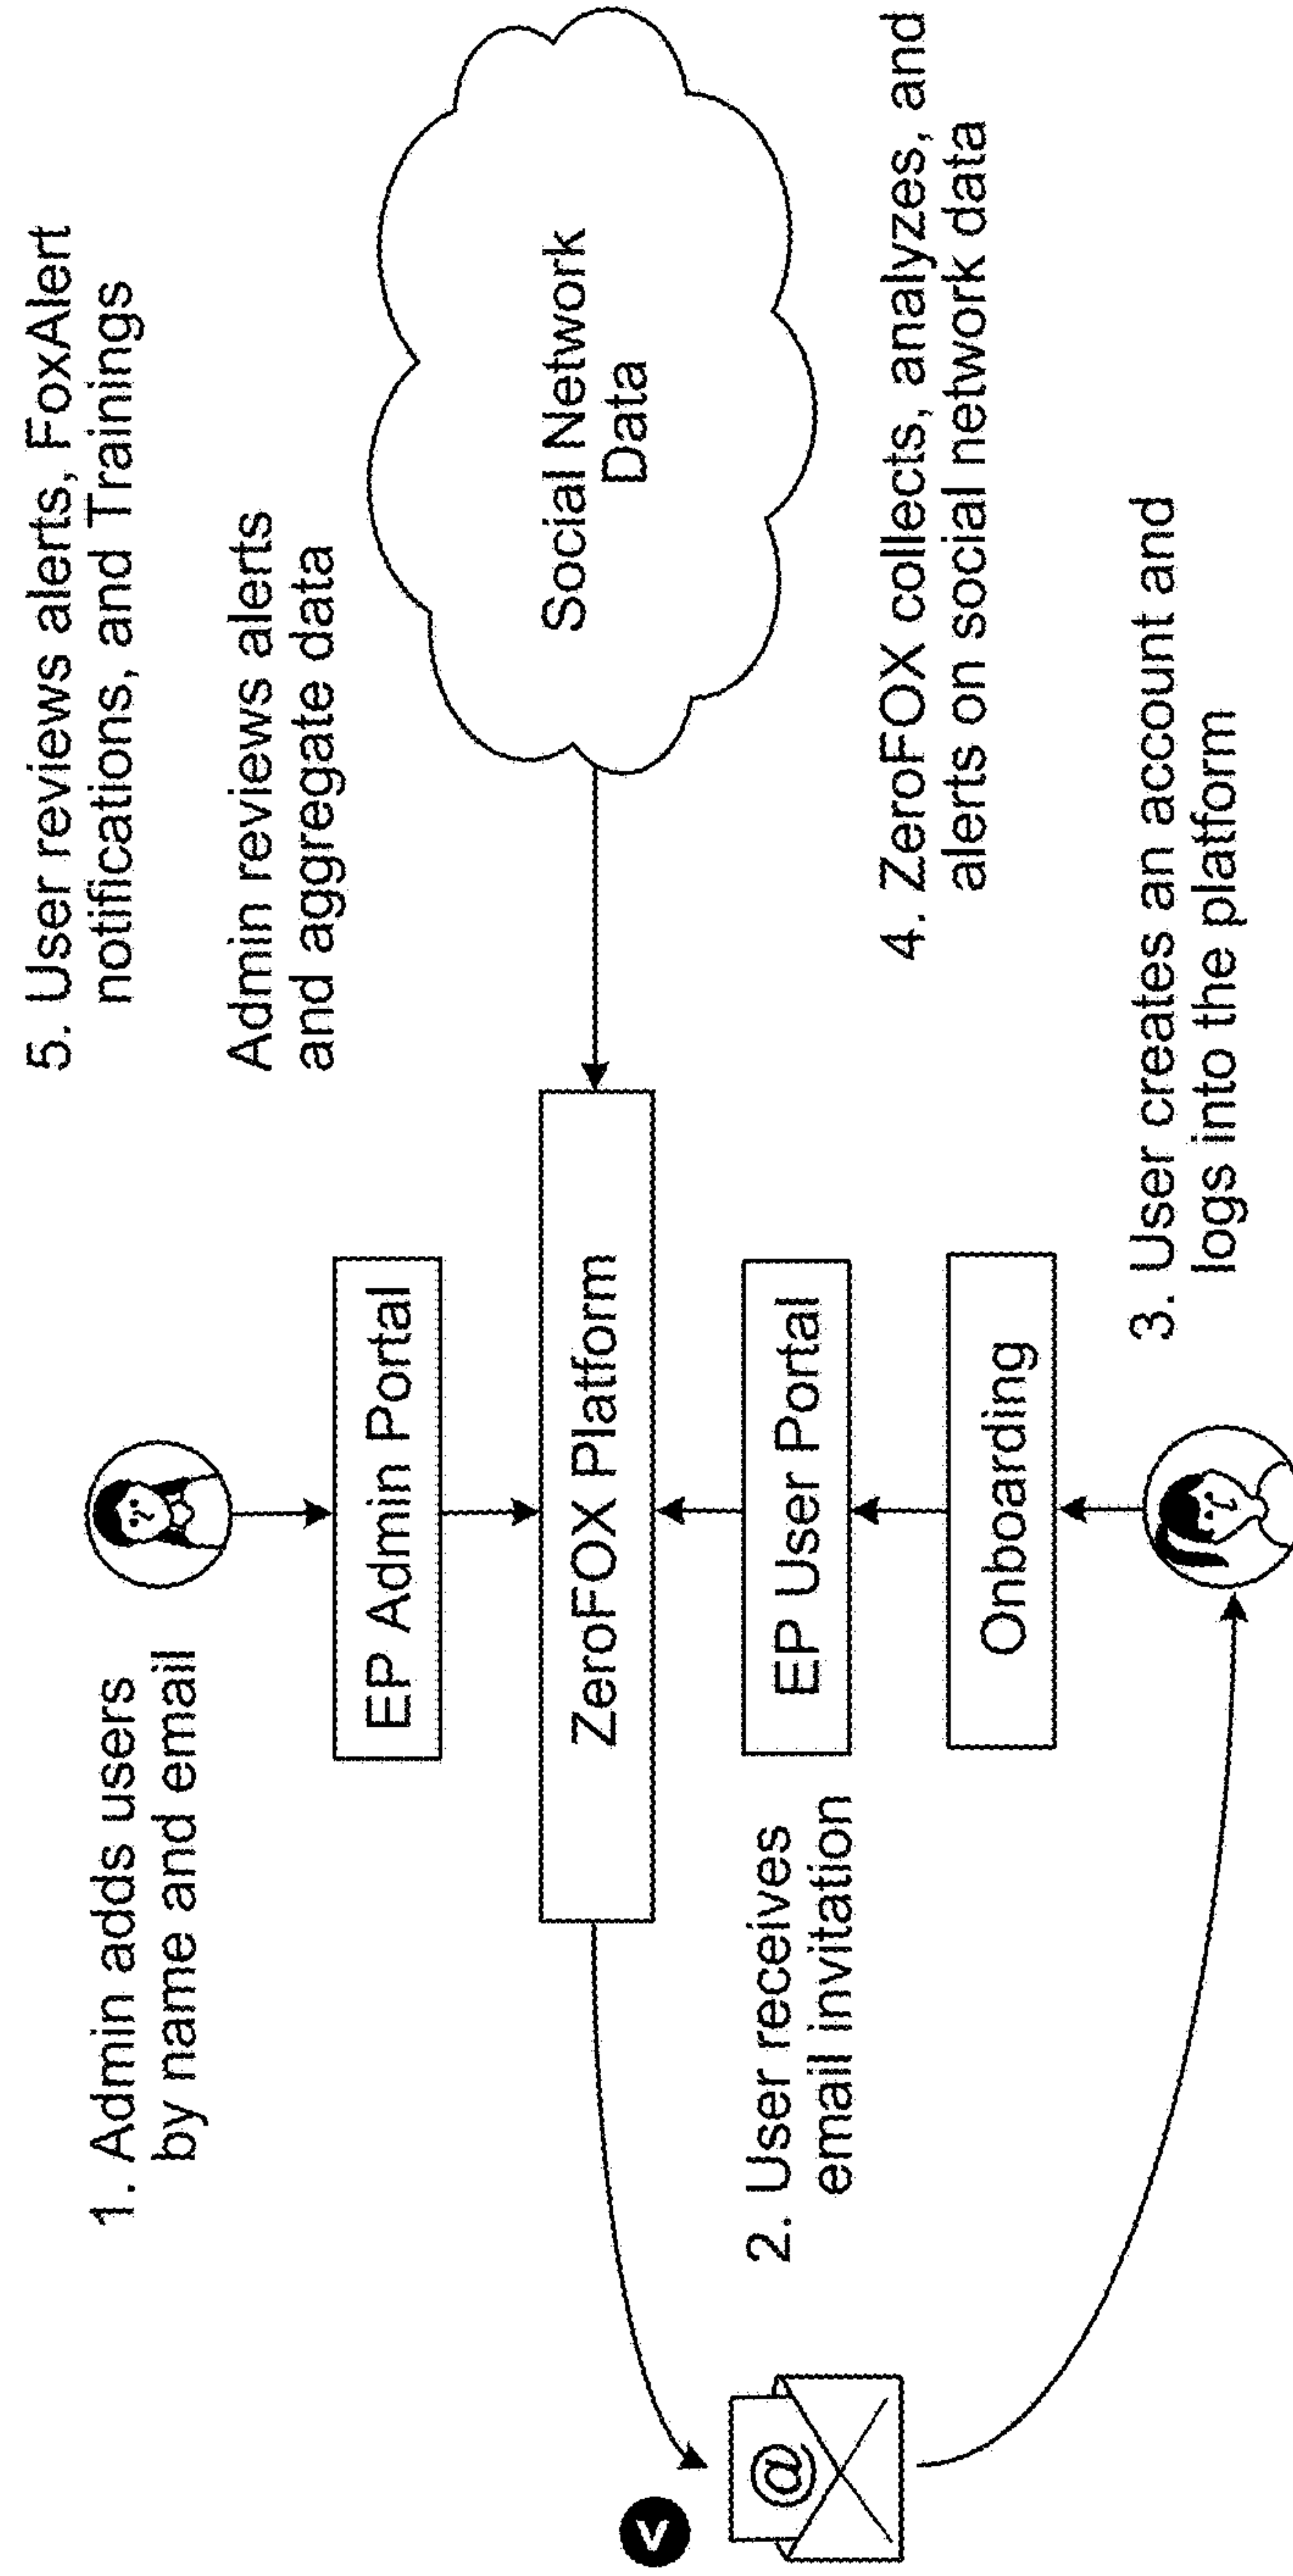 1. Admin adds users
by name and email
5. User reviews alerts, FoxAlert
notifications, and Trainings
Admin reviews alerts
and aggregate data
EP Admin Portal
ZeroFOX Platform
Social Network
Data
V
@
2. User receives
email invitation
EP User Portal
4. ZeroFOX collects, analyzes, and
alerts on social network data
Onboarding
3. User creates an account and
logs into the platform